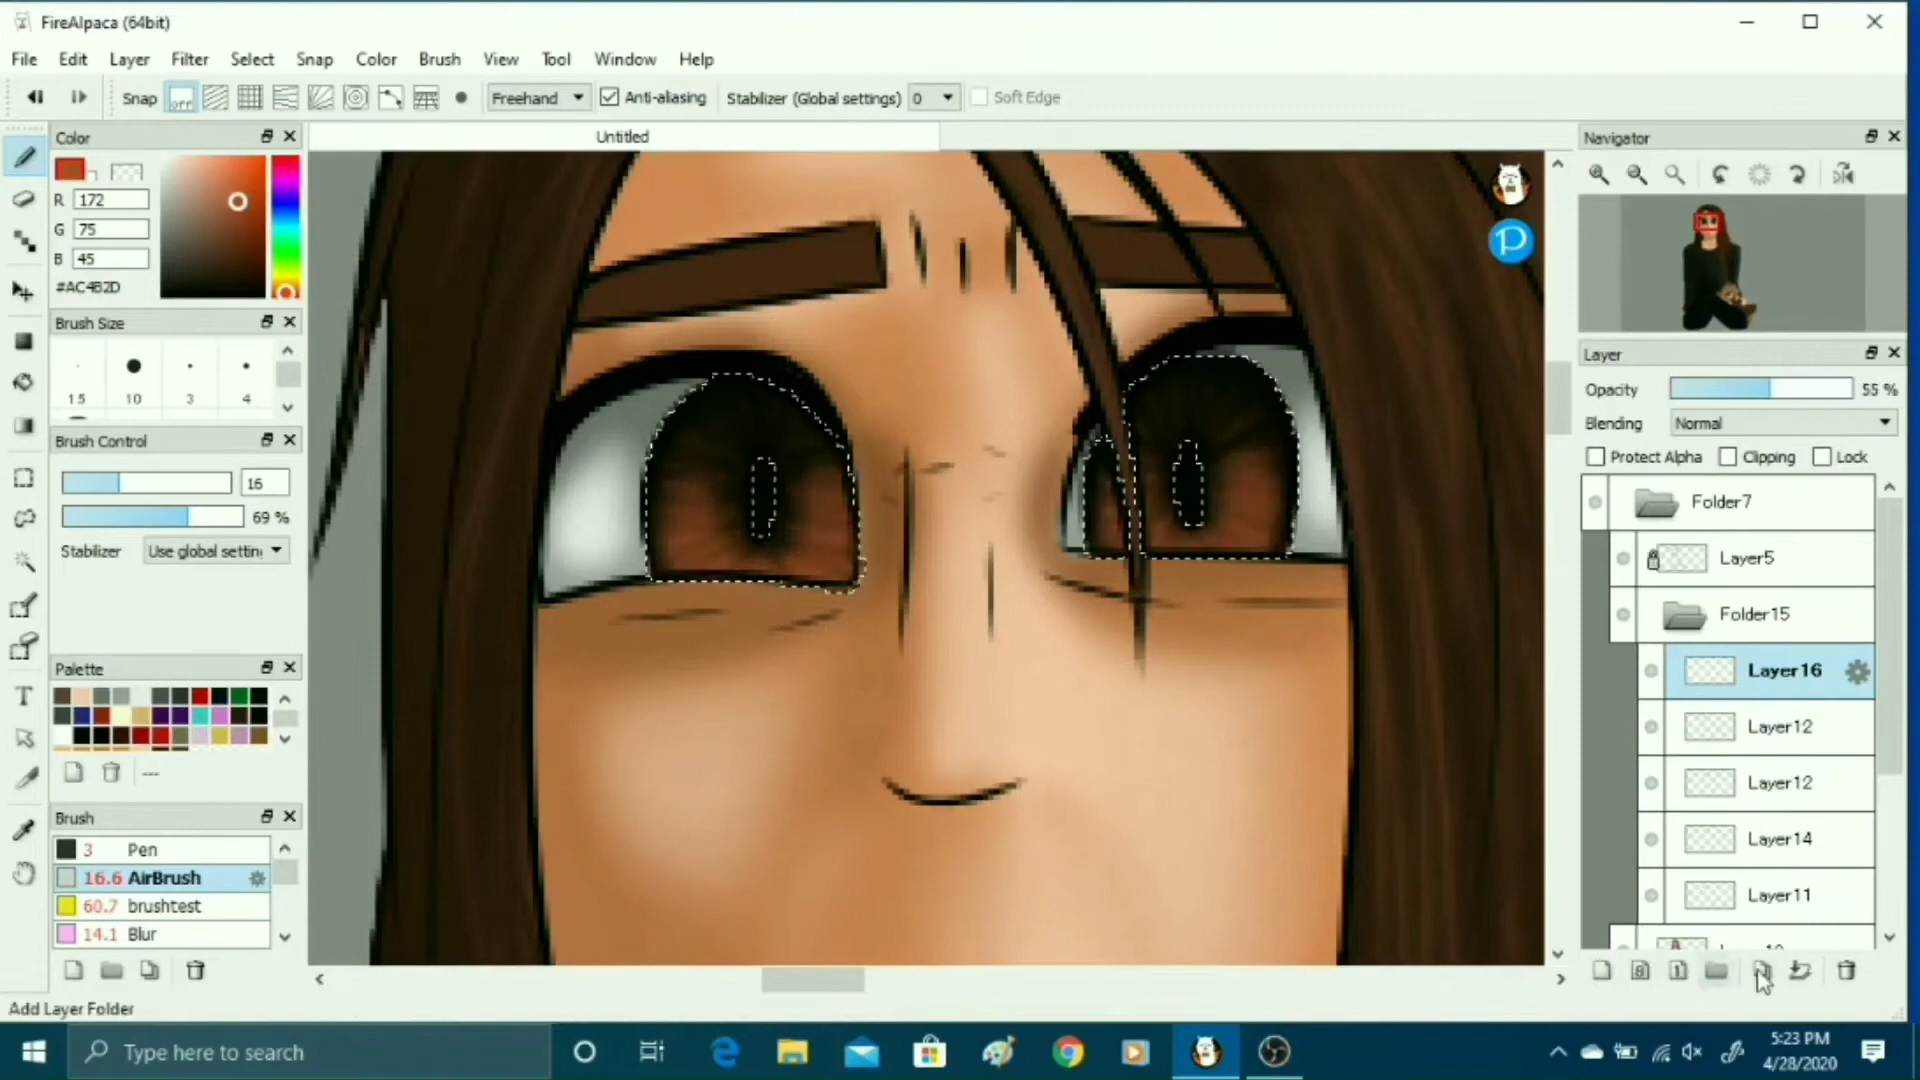 FireAlpaca (64bit)
File Edit Layer Filter Select Snap Color Brush View Tool Window Help
Snap off Freehand Anti-aliasing Stabilizer (Global settings) 0 Soft Edge
Color
Untitled
Navigator
R 172
G 75
B 45
#AC4B2D
Brush Size
1.5 10 3 4
Brush Control
16
69 %
Stabilizer Use global settin
Palette
---
Brush
3 Pen
16.6 AirBrush
60.7 brushtest
14.1 Blur
Add Layer Folder
P
Layer
Opacity 55 %
Blending Normal
Protect Alpha Clipping Lock
Folder7
Layer5
Folder15
Layer16
Layer12
Layer12
Layer14
Layer11
8 1
Type here to search
5:23 PM
4/28/2020